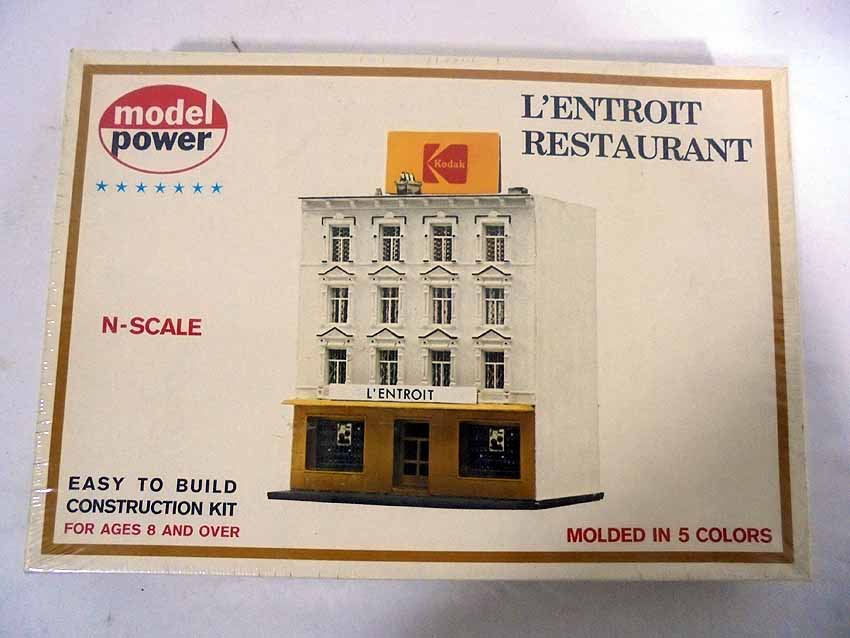 model
power
L'ENTROIT
RESTAURANT
Kodak
N-SCALE
L'ENTROIT
EASY TO BUILD
CONSTRUCTION KIT
FOR AGES 8 AND OVER
MOLDED IN 5 COLORS